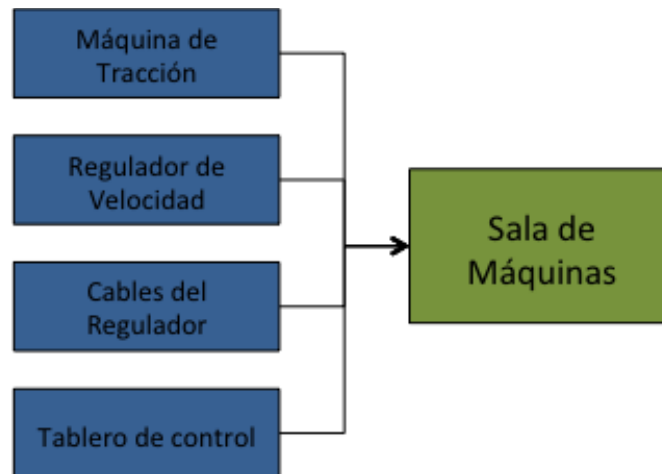 Máquina de
Tracción
Regulador de
Velocidad
Cables del
Regulador
Tablero de control
Sala de
Máquinas